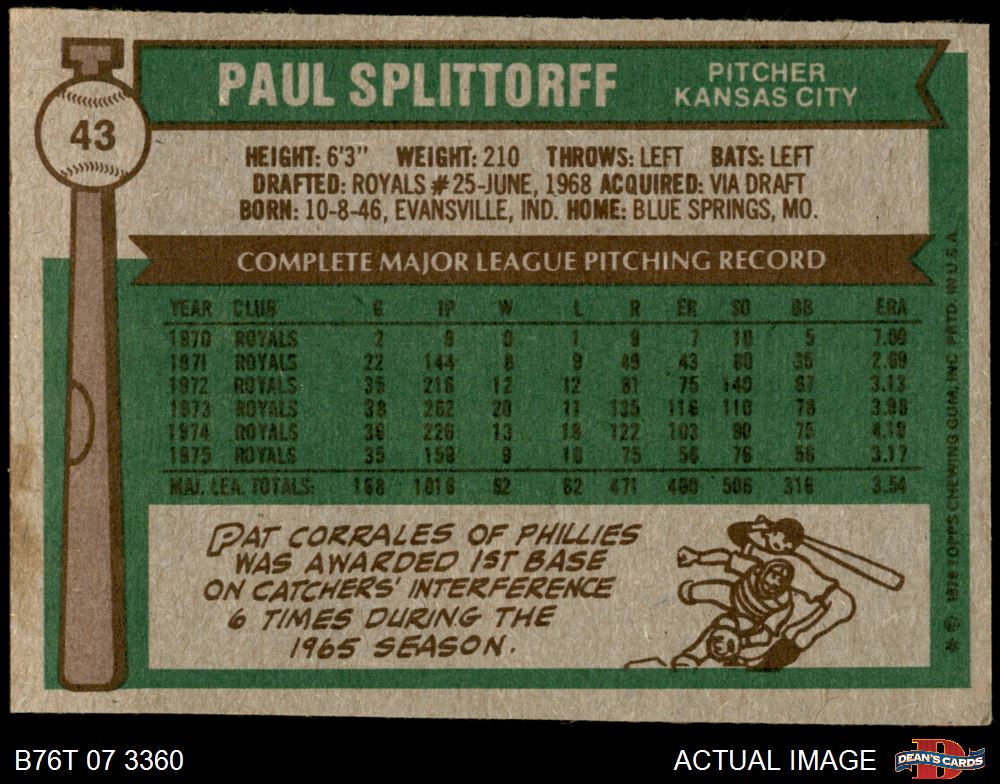 PAUL SPLITTORFF
PITCHER
KANSAS CITY
43
HEIGHT: 6'3" WEIGHT: 210 THROWS: LEFT BATS: LEFT
DRAFTED: ROYALS #25-JUNE, 1968 ACQUIRED: VIA DRAFT
BORN: 10-8-46, EVANSVILLE, IND. HOME: BLUE SPRINGS, MO.
COMPLETE MAJOR LEAGUE PITCHING RECORD
YEAR CLUB G IP W L R ER SO BB ERA
1970 ROYALS 2 9 0 1 9 7 10 5 7.00
1971 ROYALS 22 144 8 9 49 43 80 35 2.69
1972 ROYALS 35 216 12 12 81 75 140 67 3.13
1973 ROYALS 38 262 20 11 135 116 110 78 3.98
1974 ROYALS 36 226 13 19 122 103 90 75 4.10
1975 ROYALS 35 159 9 10 75 56 76 56 3.17
MAJ. LEA. TOTALS: 168 1016 62 62 471 400 506 316 3.54
PAT CORRALES OF PHILLIES
WAS AWARDED 1ST BASE
ON CATCHERS' INTERFERENCE
6 TIMES DURING THE
1965 SEASON.
© 1976 TOPPS CHEWING GUM, INC. PRTD. IN U.S.A.
B76T 07 3360
ACTUAL IMAGE
DEAN'S CARDS